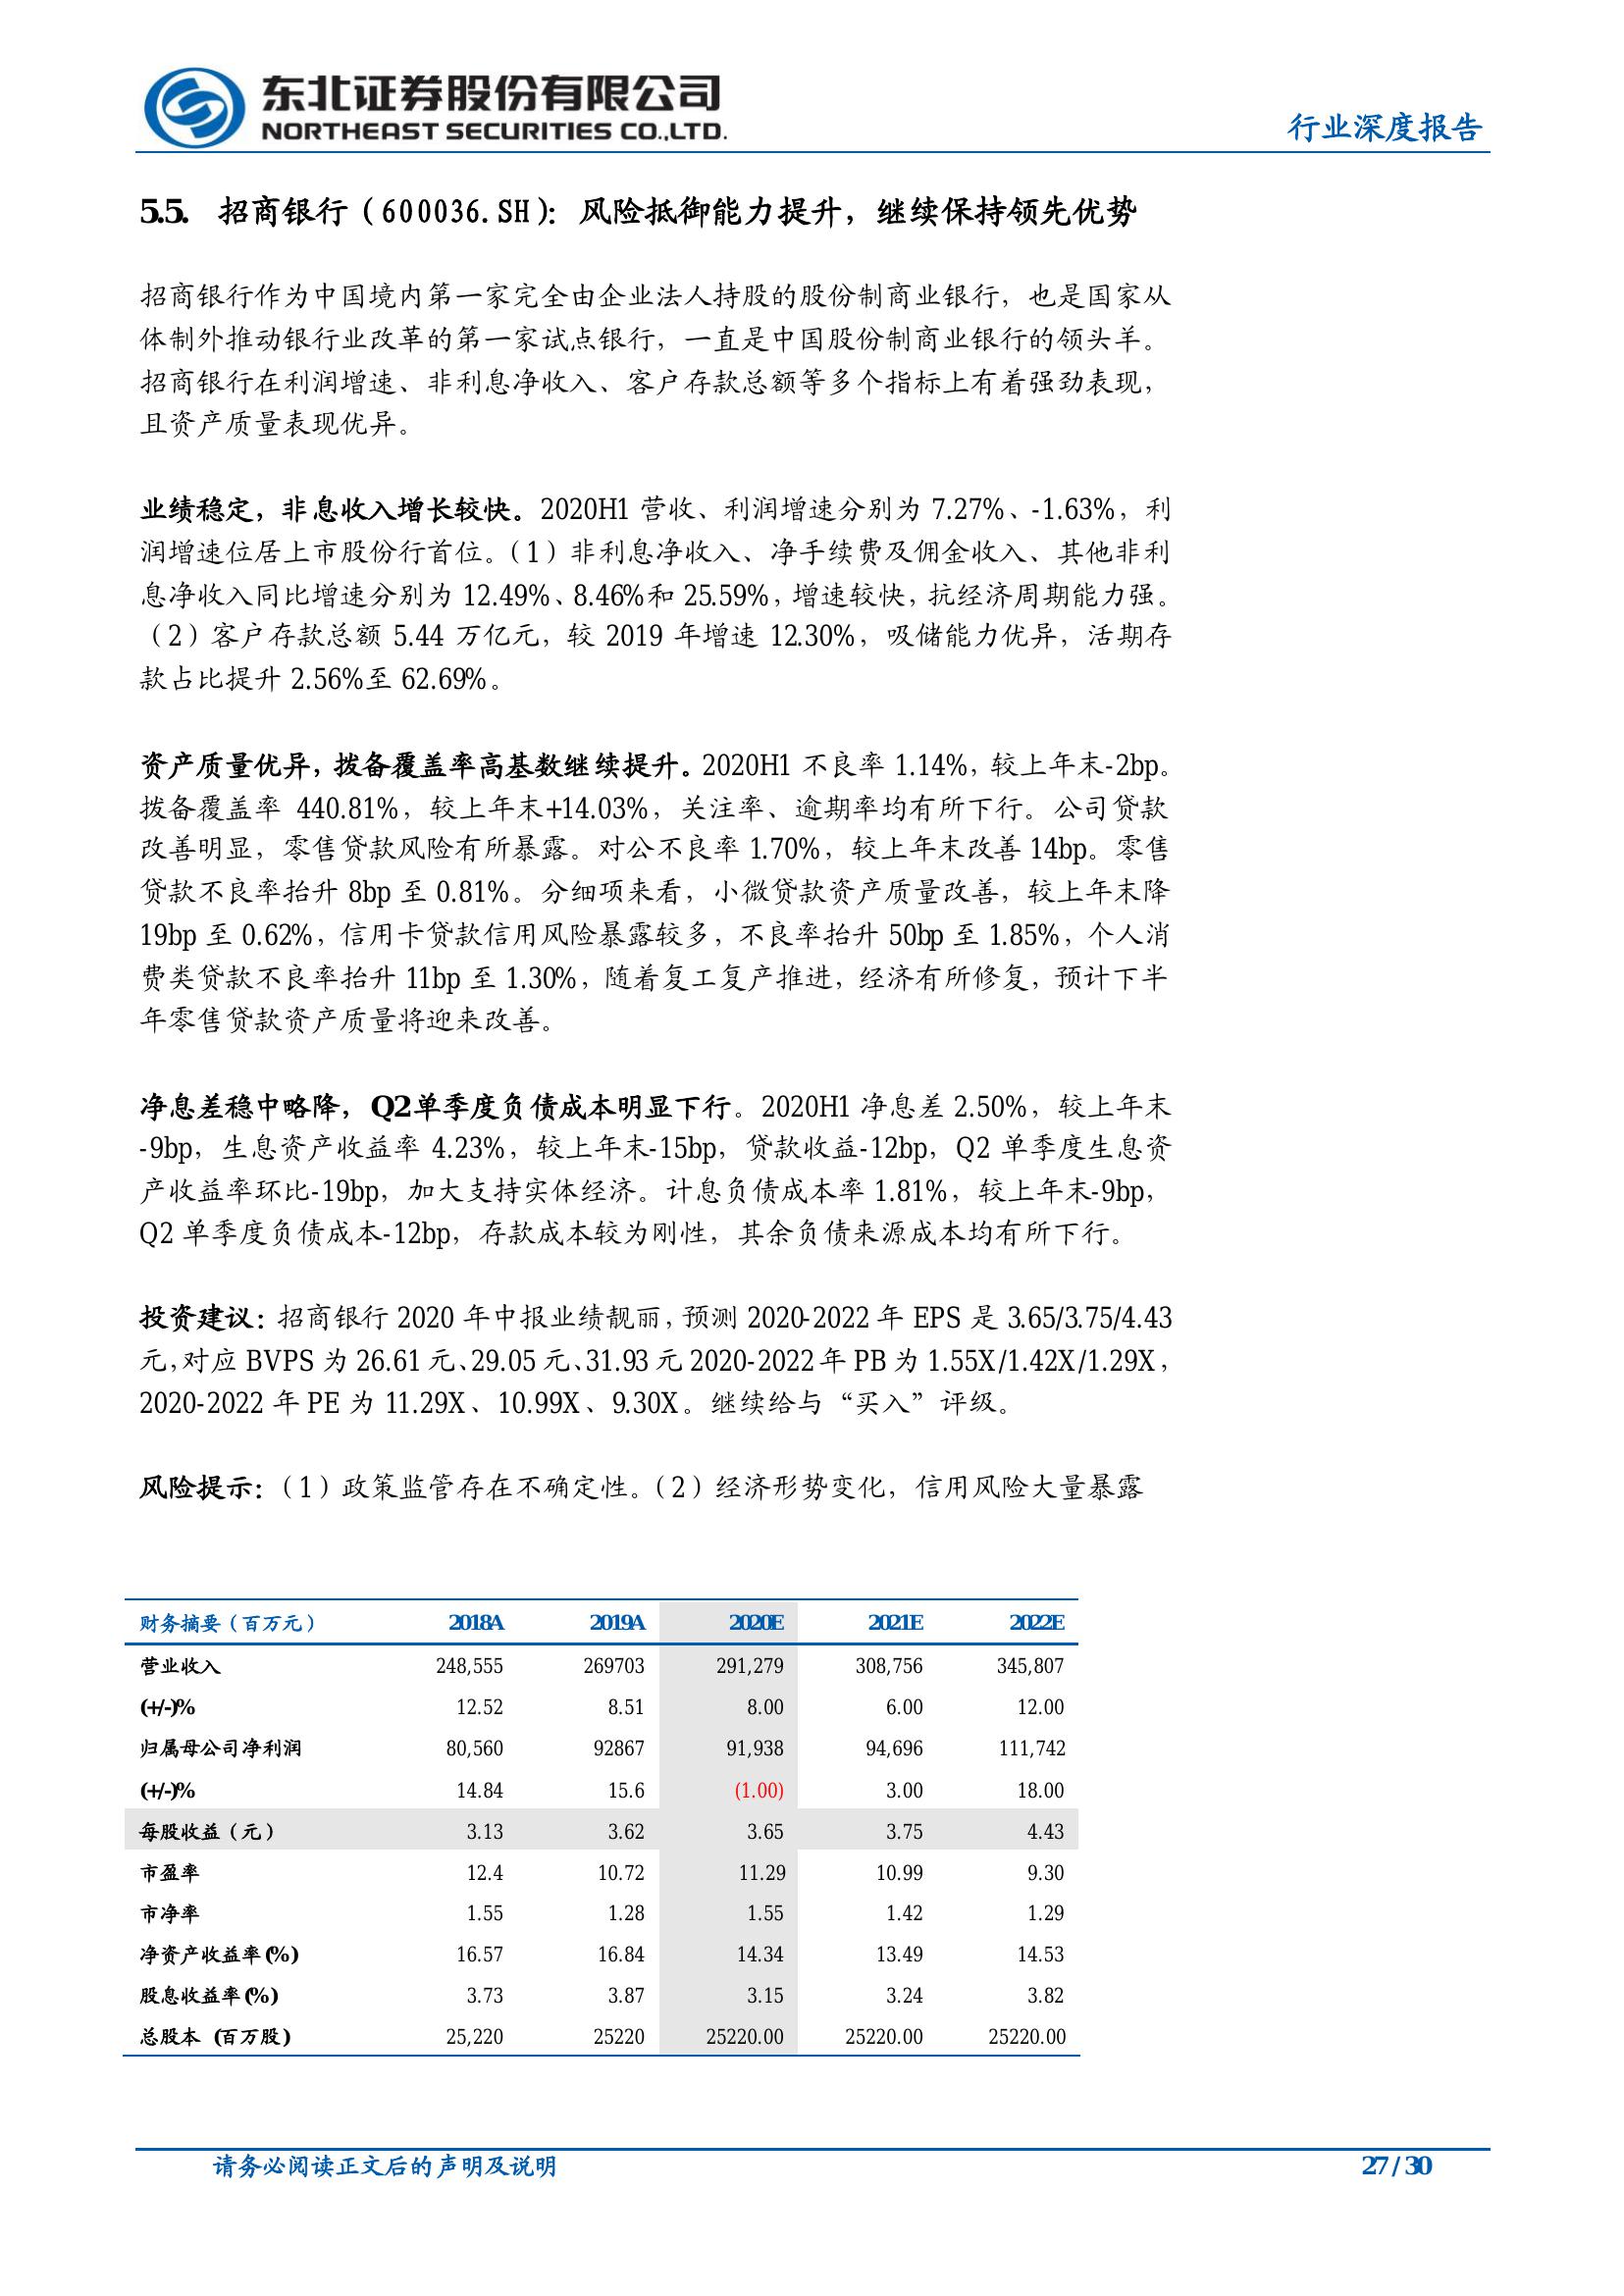 东北证券股份有限公司
NORTHEAST SECURITIES CO.,LTD.
行业深度报告
5.5. 招商银行（600036.SH）：风险抵御能力提升，继续保持领先优势
招商银行作为中国境内第一家完全由企业法人持股的股份制商业银行，也是国家从
体制外推动银行业改革的第一家试点银行，一直是中国股份制商业银行的领头羊。
招商银行在利润增速、非利息净收入、客户存款总额等多个指标上有着强劲表现，
且资产质量表现优异。
业绩稳定，非息收入增长较快。2020H1 营收、利润增速分别为 7.27%、-1.63%，利
润增速位居上市股份行首位。（1）非利息净收入、净手续费及佣金收入、其他非利
息净收入同比增速分别为 12.49%、8.46%和 25.59%，增速较快，抗经济周期能力强。
（2）客户存款总额 5.44 万亿元，较 2019 年增速 12.30%，吸储能力优异，活期存
款占比提升 2.56%至 62.69%。
资产质量优异，拨备覆盖率高基数继续提升。2020H1 不良率 1.14%，较上年末-2bp。
拨备覆盖率 440.81%，较上年末+14.03%，关注率、逾期率均有所下行。公司贷款
改善明显，零售贷款风险有所暴露。对公不良率 1.70%，较上年末改善 14bp。零售
贷款不良率抬升 8bp 至 0.81%。分细项来看，小微贷款资产质量改善，较上年末降
19bp 至 0.62%，信用卡贷款信用风险暴露较多，不良率抬升 50bp 至 1.85%，个人消
费类贷款不良率抬升 11bp 至 1.30%，随着复工复产推进，经济有所修复，预计下半
年零售贷款资产质量将迎来改善。
净息差稳中略降，Q2单季度负债成本明显下行。2020H1 净息差 2.50%，较上年末
-9bp，生息资产收益率 4.23%，较上年末-15bp，贷款收益-12bp，Q2 单季度生息资
产收益率环比-19bp，加大支持实体经济。计息负债成本率 1.81%，较上年末-9bp，
Q2 单季度负债成本-12bp，存款成本较为刚性，其余负债来源成本均有所下行。
投资建议：招商银行 2020 年中报业绩靓丽，预测 2020-2022 年 EPS 是 3.65/3.75/4.43
元，对应 BVPS 为 26.61 元、29.05 元、31.93 元 2020-2022 年 PB 为 1.55X/1.42X/1.29X，
2020-2022 年 PE 为 11.29X、10.99X、9.30X。继续给与“买入”评级。
风险提示：（1）政策监管存在不确定性。（2）经济形势变化，信用风险大量暴露
财务摘要（百万元） 2018A 2019A 2020E 2021E 2022E
营业收入 248,555 269703 291,279 308,756 345,807
(+/-)% 12.52 8.51 8.00 6.00 12.00
归属母公司净利润 80,560 92867 91,938 94,696 111,742
(+/-)% 14.84 15.6 (1.00) 3.00 18.00
每股收益（元） 3.13 3.62 3.65 3.75 4.43
市盈率 12.4 10.72 11.29 10.99 9.30
市净率 1.55 1.28 1.55 1.42 1.29
净资产收益率(%) 16.57 16.84 14.34 13.49 14.53
股息收益率(%) 3.73 3.87 3.15 3.24 3.82
总股本 (百万股) 25,220 25220 25220.00 25220.00 25220.00
请务必阅读正文后的声明及说明
27 / 30